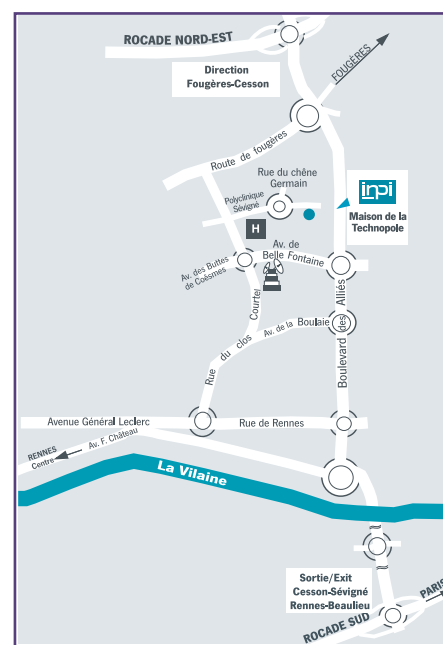 ROCADE NORD-EST
Direction
Fougères-Cesson
FOUGÈRES
Route de fougères
Rue du chêne
Germain
Polyclinique
Sévigné
inpi
Maison de la
Technopole
H
Av. de
Belle Fontaine
Av. des Buttes
de Coësmes
Rue du clos Courtel
Av. de la Boulaie
Boulevard des Alliés
Avenue Général Leclerc
Rue de Rennes
RENNES
Centre
Av. F. Château
La Vilaine
Sortie/Exit
Cesson-Sévigné
Rennes-Beaulieu
PARIS
ROCADE SUD